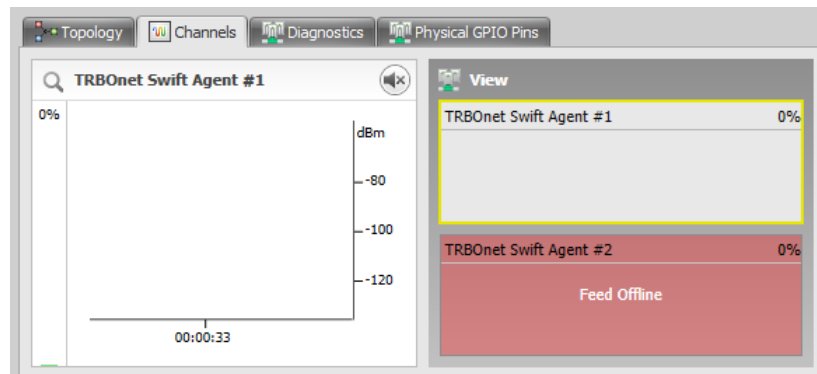 Topology Channels Diagnostics Physical GPIO Pins
TRBOnet Swift Agent #1
0%
dBm
-80
-100
-120
00:00:33
View
TRBOnet Swift Agent #1 0%
TRBOnet Swift Agent #2 0%
Feed Offline